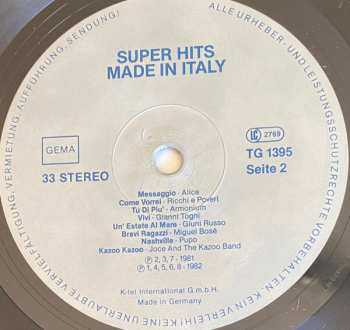 ALLE URHEBER- UND LEISTUNGSSCHUTZRECHTE VORBEHALTEN. KEIN VERLEIH! KEINE UNERLAUBTE VERVIELFÄLTIGUNG, VERMIETUNG, AUFFÜHRUNG, SENDUNG!
SUPER HITS
MADE IN ITALY
GEMA
LC 2769
33 STEREO
TG 1395
Seite 2
Messaggio · Alice
Come Vorrei · Ricchi e Poveri
Tu Di Piu' · Armonium
Vivi · Gianni Togni
Un' Estate Al Mare · Giuni Russo
Bravi Ragazzi · Miguel Bosé
Nashville · Pupo
Kazoo Kazoo · Joce And The Kazoo Band
Ⓟ 2, 3, 7 - 1981
Ⓟ 1, 4, 5, 6, 8 - 1982
K-tel International G.m.b.H.
Made in Germany